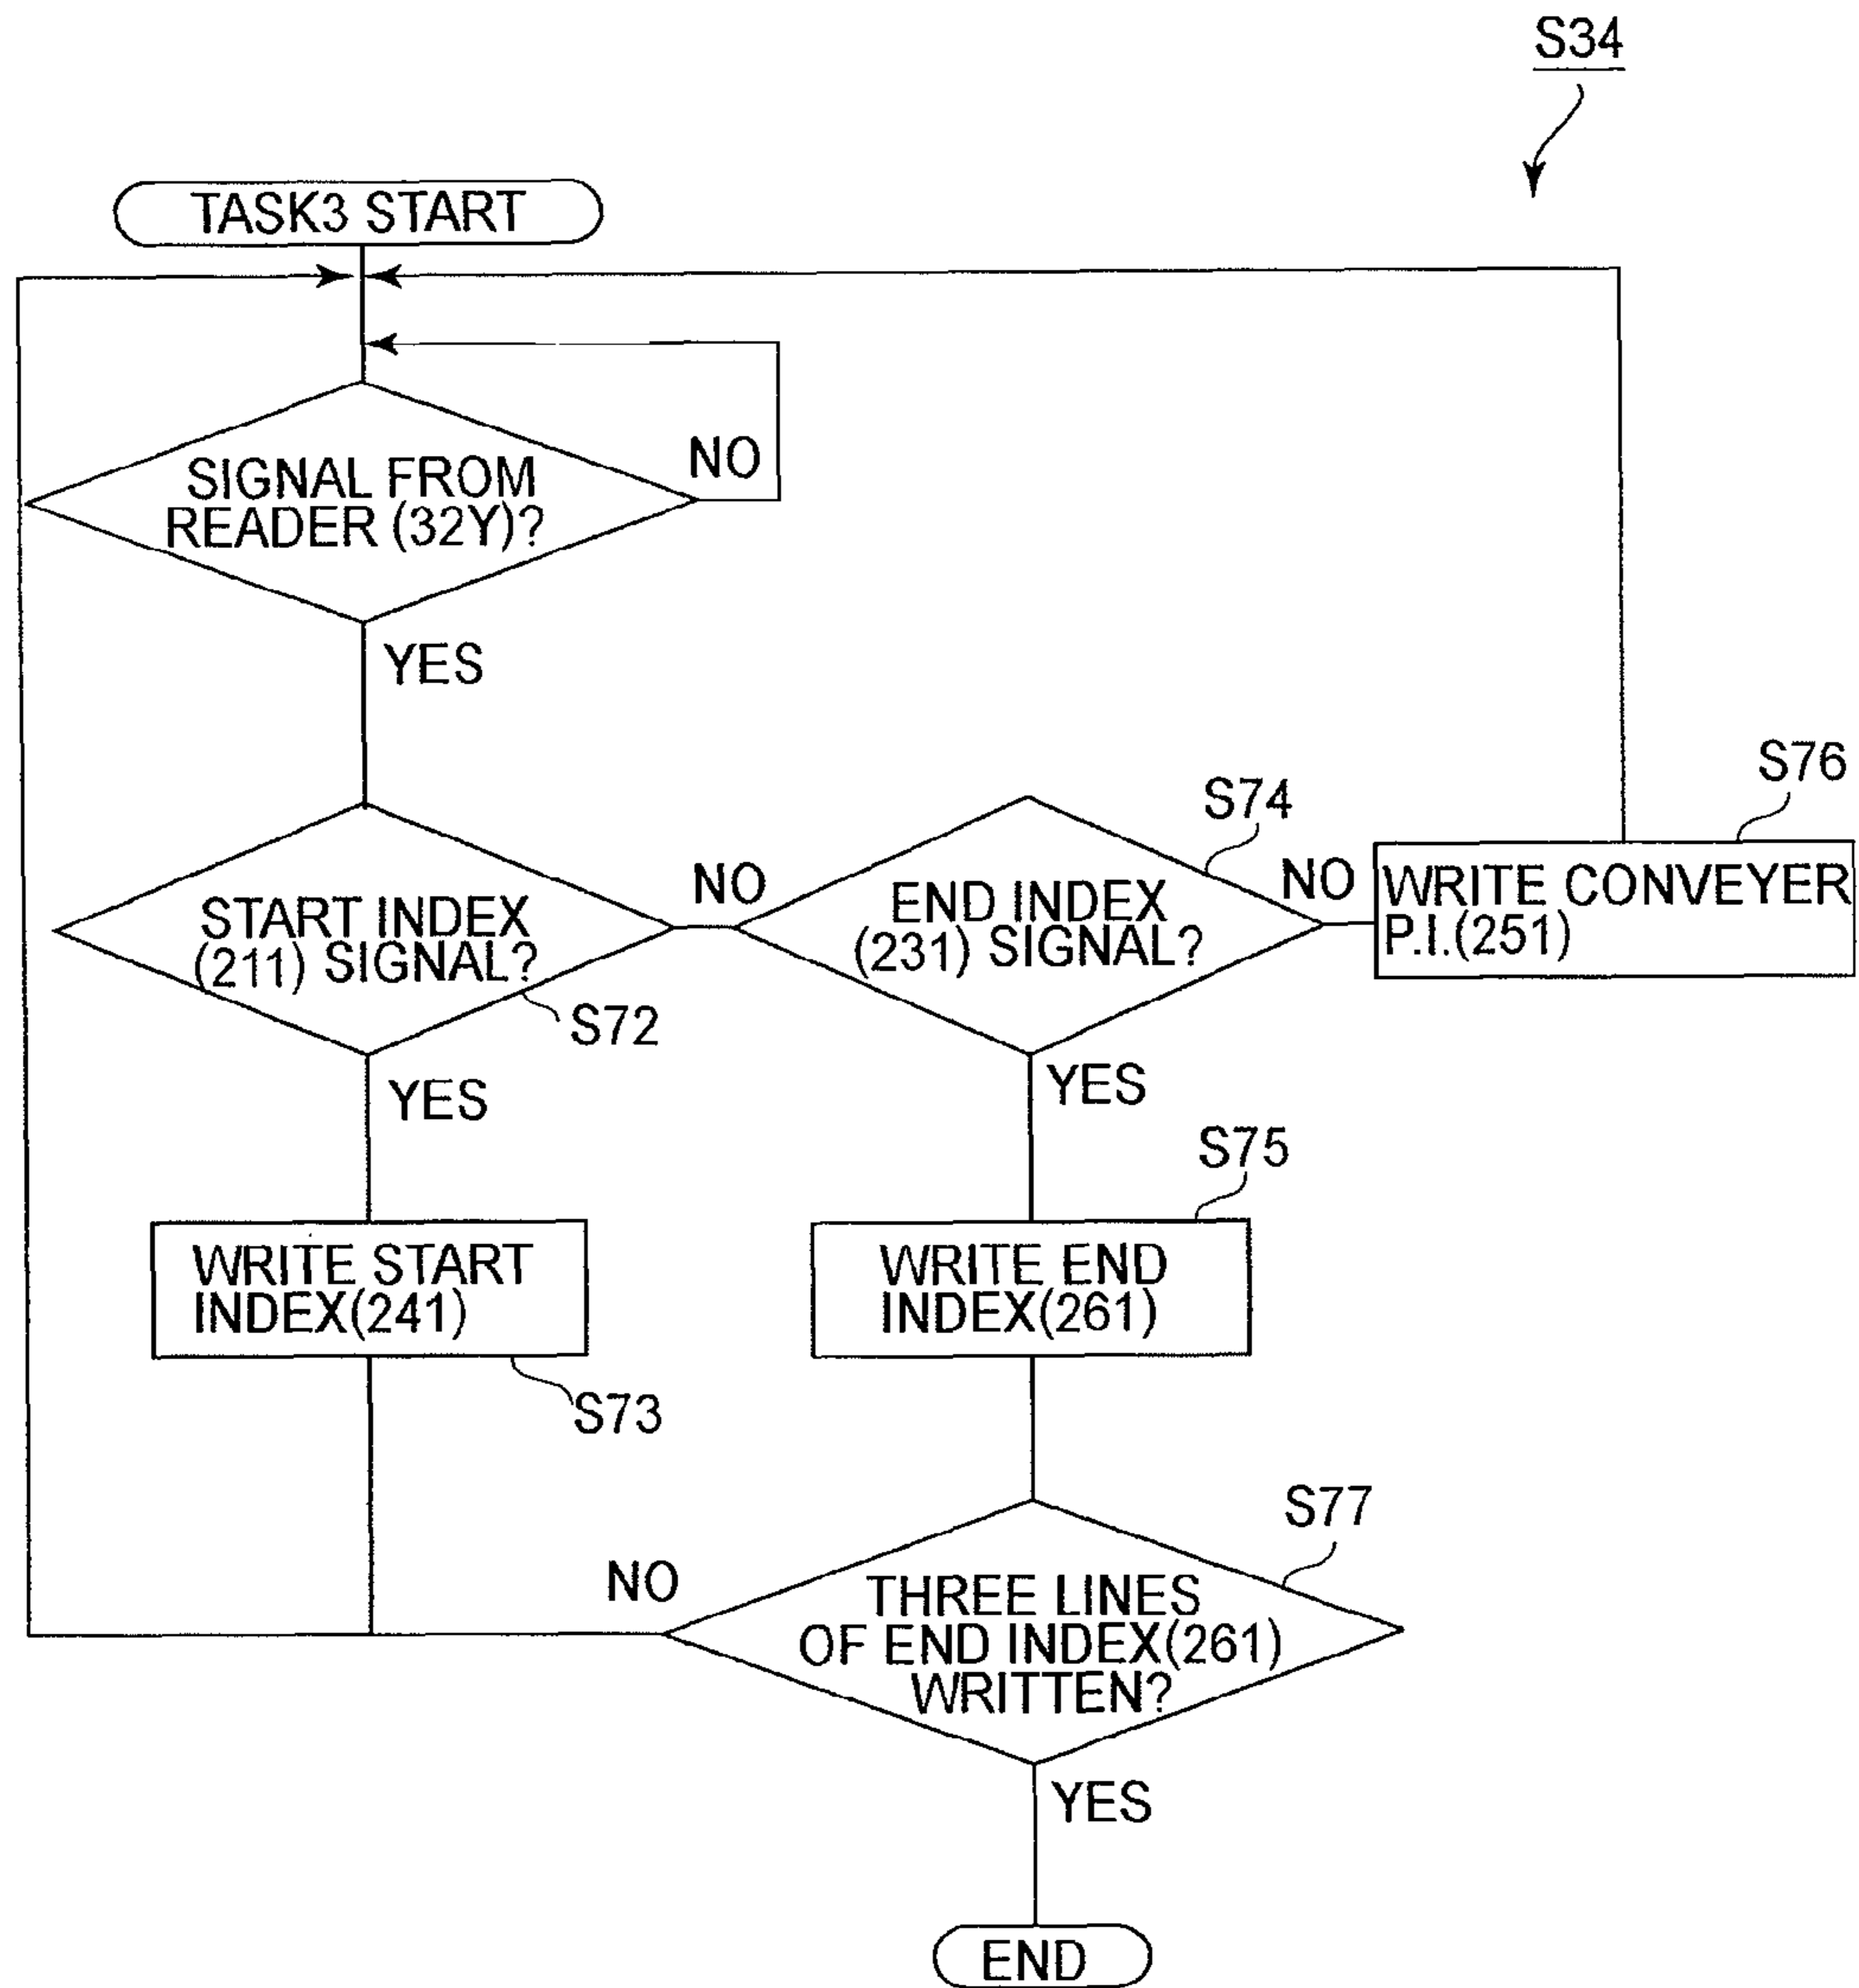 S34
TASK3 START
SIGNAL FROM
READER (32Y)?
NO
YES
START INDEX
(211) SIGNAL?
S72
NO
END INDEX
(231) SIGNAL?
S74
NO
WRITE CONVEYER
P.I.(251)
S76
YES
YES
WRITE START
INDEX(241)
S73
S75
WRITE END
INDEX(261)
S77
NO
THREE LINES
OF END INDEX(261)
WRITTEN?
YES
END